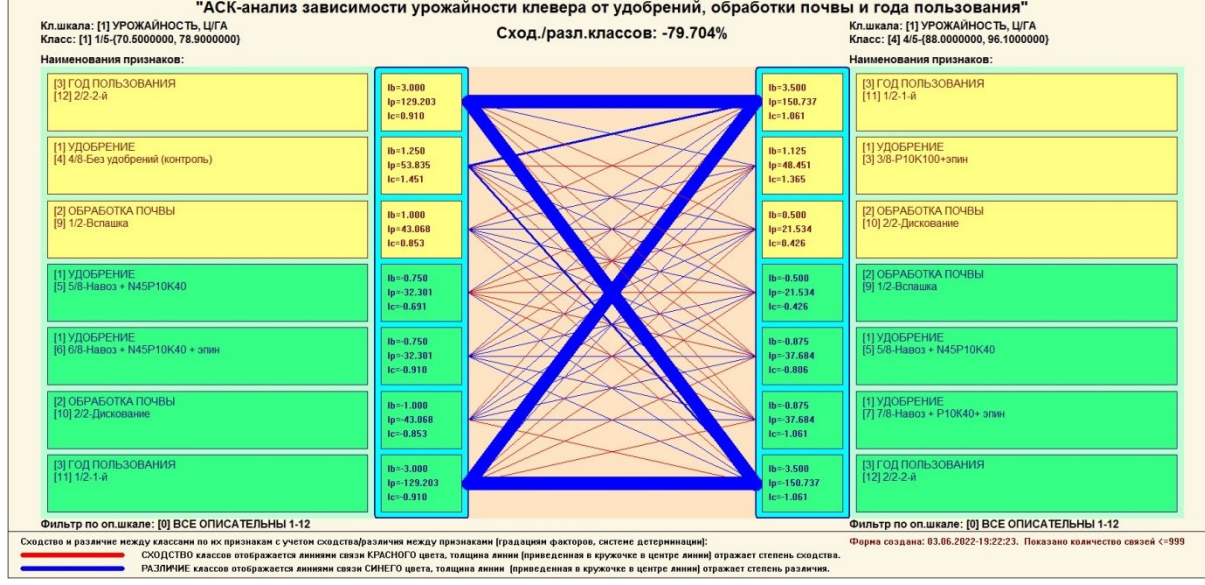 "АСК-анализ зависимости урожайности клевера от удобрений, обработки почвы и года пользования"
Кл.шкала: [1] УРОЖАЙНОСТЬ, Ц/ГА
Класс: [1] 1/5-{70.5000000, 78.9000000}
Сход./разл.классов: -79.704%
Кл.шкала: [1] УРОЖАЙНОСТЬ, Ц/ГА
Класс: [4] 4/5-{88.0000000, 96.1000000}
Наименования признаков:
Наименования признаков:
[3] ГОД ПОЛЬЗОВАНИЯ
[12] 2/2-2-й
Ib=3.000
Ip=129.203
Ic=0.910
Ib=3.500
Ip=150.737
Ic=1.061
[3] ГОД ПОЛЬЗОВАНИЯ
[11] 1/2-1-й
[1] УДОБРЕНИЕ
[4] 4/8-Без удобрений (контроль)
Ib=1.250
Ip=53.835
Ic=1.451
Ib=1.125
Ip=48.451
Ic=1.365
[1] УДОБРЕНИЕ
[3] 3/8-Р10К100+эпин
[2] ОБРАБОТКА ПОЧВЫ
[9] 1/2-Вспашка
Ib=1.000
Ip=43.068
Ic=0.853
Ib=0.500
Ip=21.534
Ic=0.426
[2] ОБРАБОТКА ПОЧВЫ
[10] 2/2-Дискование
[1] УДОБРЕНИЕ
[5] 5/8-Навоз + N45P10K40
Ib=-0.750
Ip=-32.301
Ic=-0.691
Ib=-0.500
Ip=-21.534
Ic=-0.426
[2] ОБРАБОТКА ПОЧВЫ
[9] 1/2-Вспашка
[1] УДОБРЕНИЕ
[6] 6/8-Навоз + N45P10K40 + эпин
Ib=-0.750
Ip=-32.301
Ic=-0.910
Ib=-0.875
Ip=-37.684
Ic=-0.806
[1] УДОБРЕНИЕ
[5] 5/8-Навоз + N45P10K40
[2] ОБРАБОТКА ПОЧВЫ
[10] 2/2-Дискование
Ib=-1.000
Ip=-43.068
Ic=-0.853
Ib=-0.875
Ip=-37.684
Ic=-1.061
[1] УДОБРЕНИЕ
[7] 7/8-Навоз + Р10К40+ эпин
[3] ГОД ПОЛЬЗОВАНИЯ
[11] 1/2-1-й
Ib=-3.000
Ip=-129.203
Ic=-0.910
Ib=-3.500
Ip=-150.737
Ic=-1.061
[3] ГОД ПОЛЬЗОВАНИЯ
[12] 2/2-2-й
Фильтр по оп.шкале: [0] ВСЕ ОПИСАТЕЛЬНЫ 1-12
Фильтр по оп.шкале: [0] ВСЕ ОПИСАТЕЛЬНЫ 1-12
Сходство и различие между классами по их признакам с учетом сходства/различия между признаками (градациям факторов, системе детерминации):
Форма создана: 03.06.2022-19:22:23. Показано количество связей <=999
СХОДСТВО классов отображается линиями связи КРАСНОГО цвета, толщина линии (приведенная в кружочке в центре линии) отражает степень сходства.
РАЗЛИЧИЕ классов отображается линиями связи СИНЕГО цвета, толщина линии (приведенная в кружочке в центре линии) отражает степень различия.